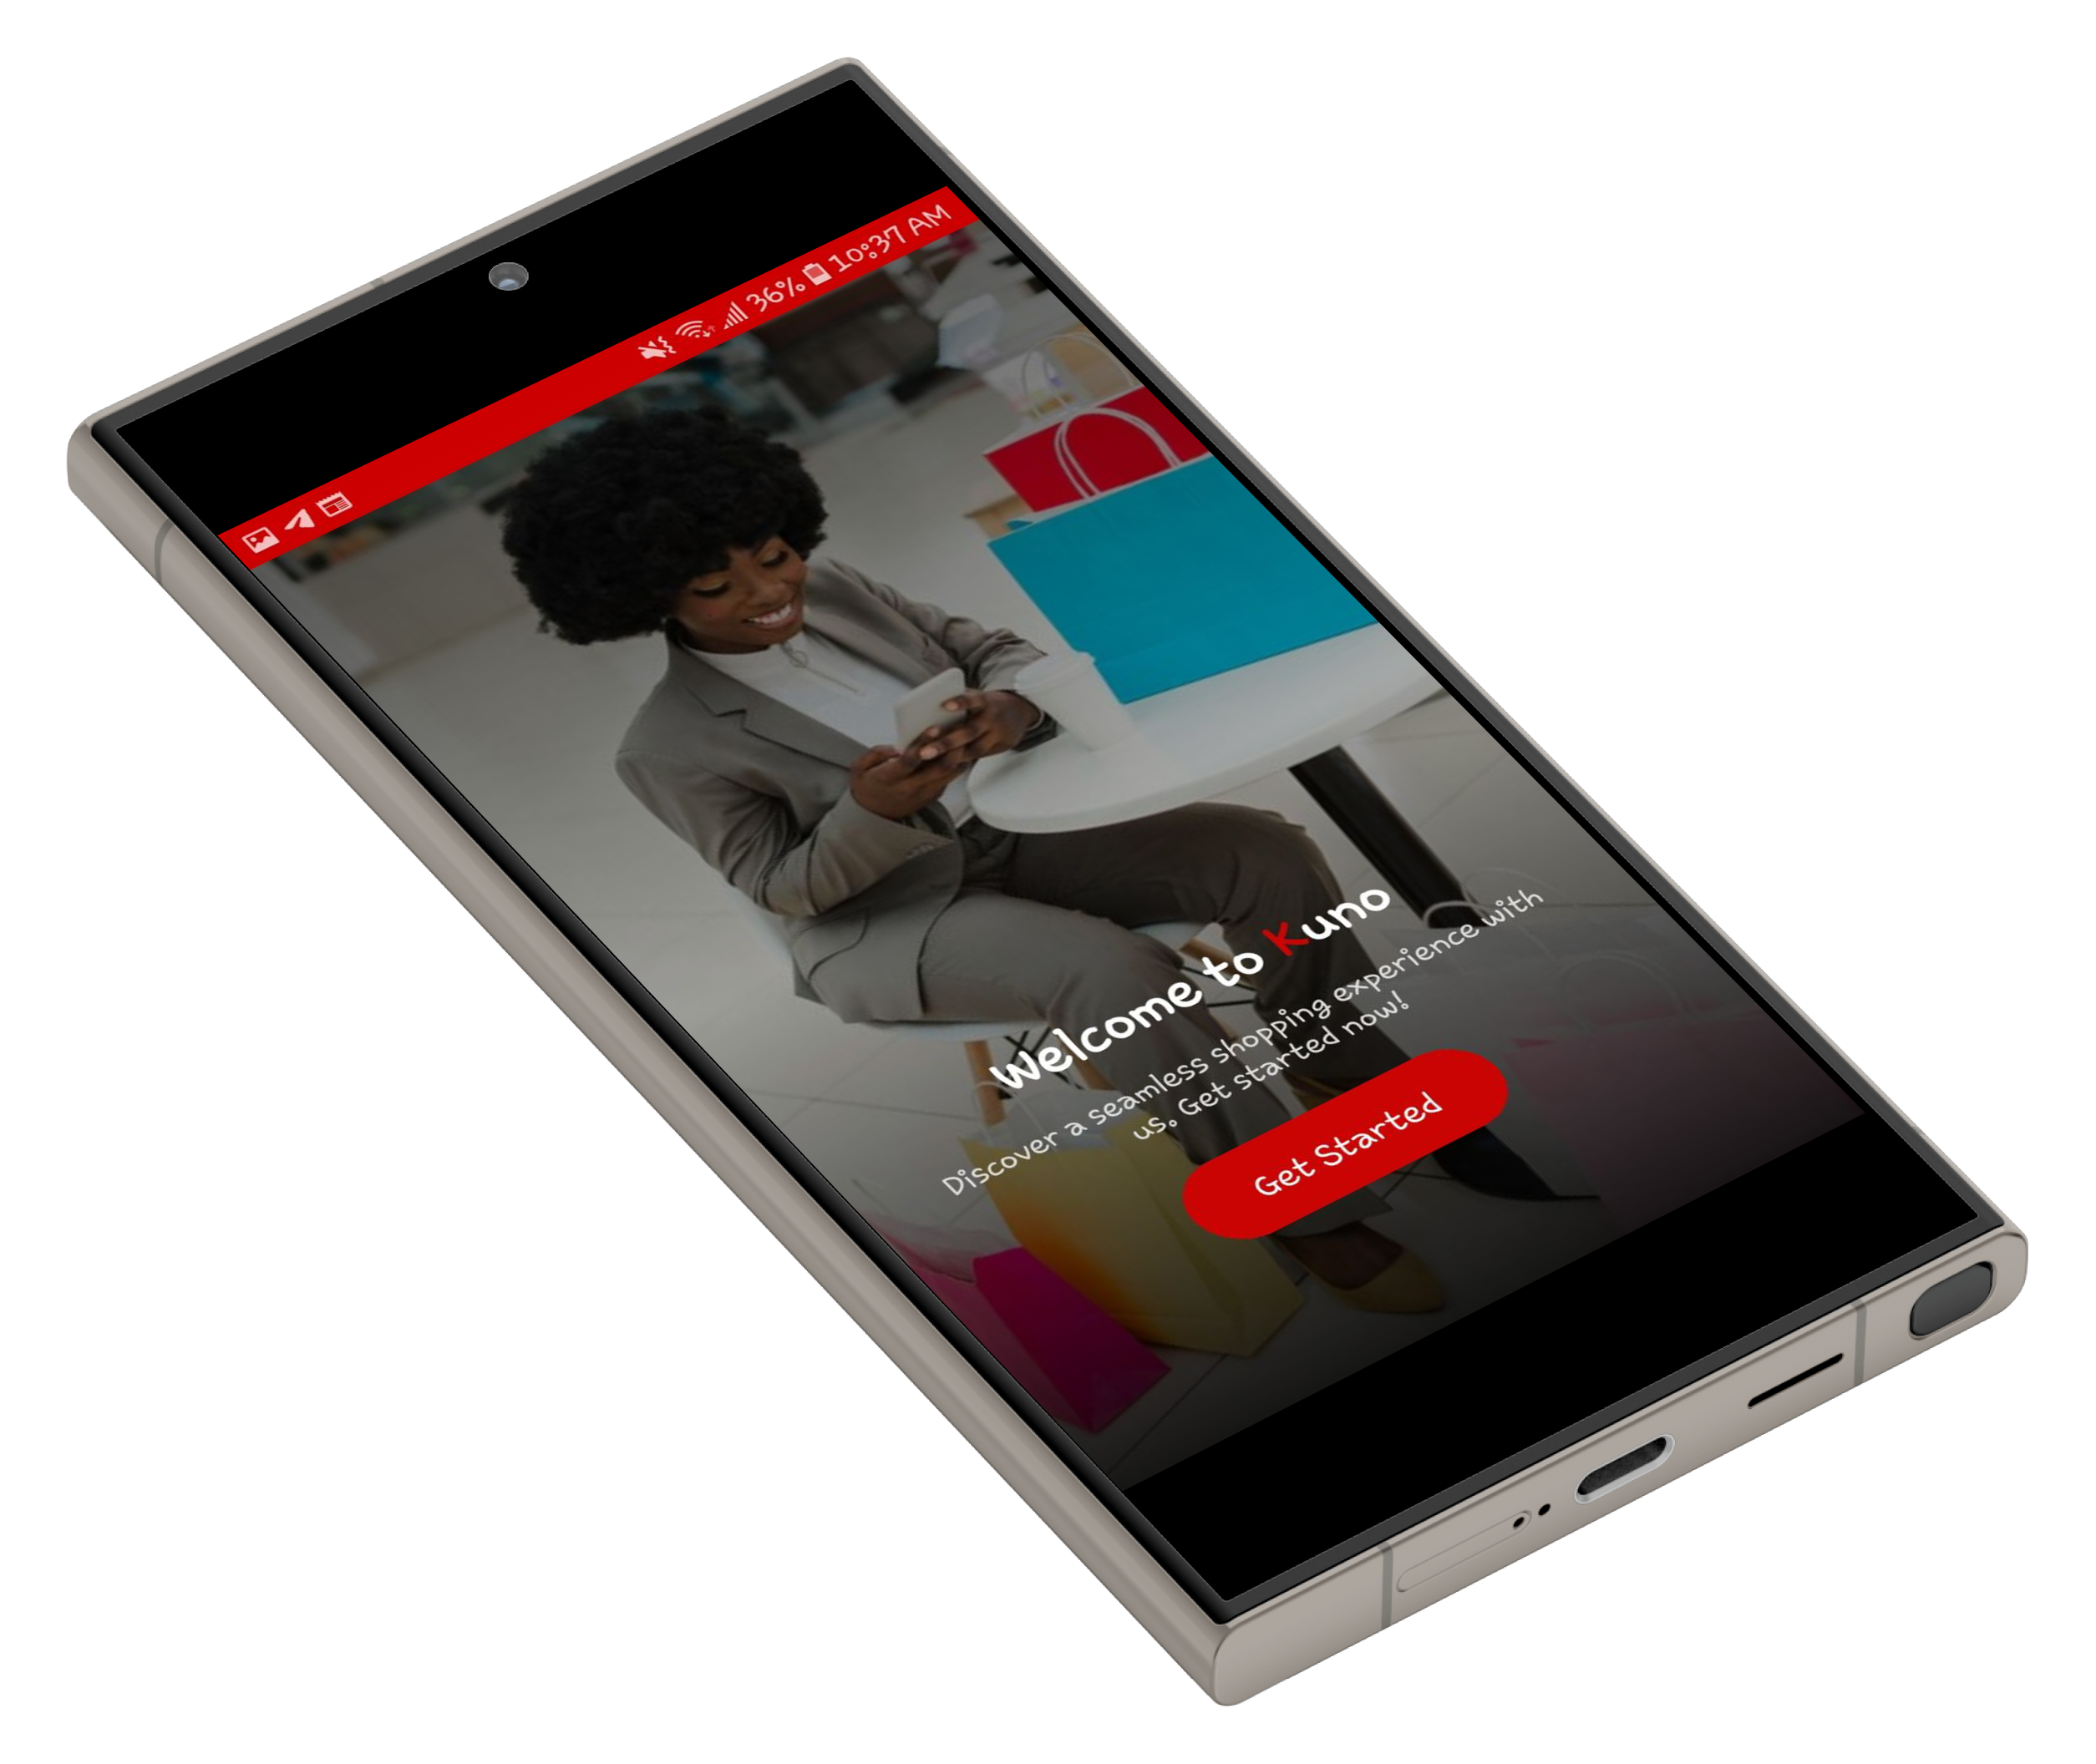 36% 10:37 AM
Welcome to Kuno
Discover a seamless shopping experience with
us. Get started now!
Get Started